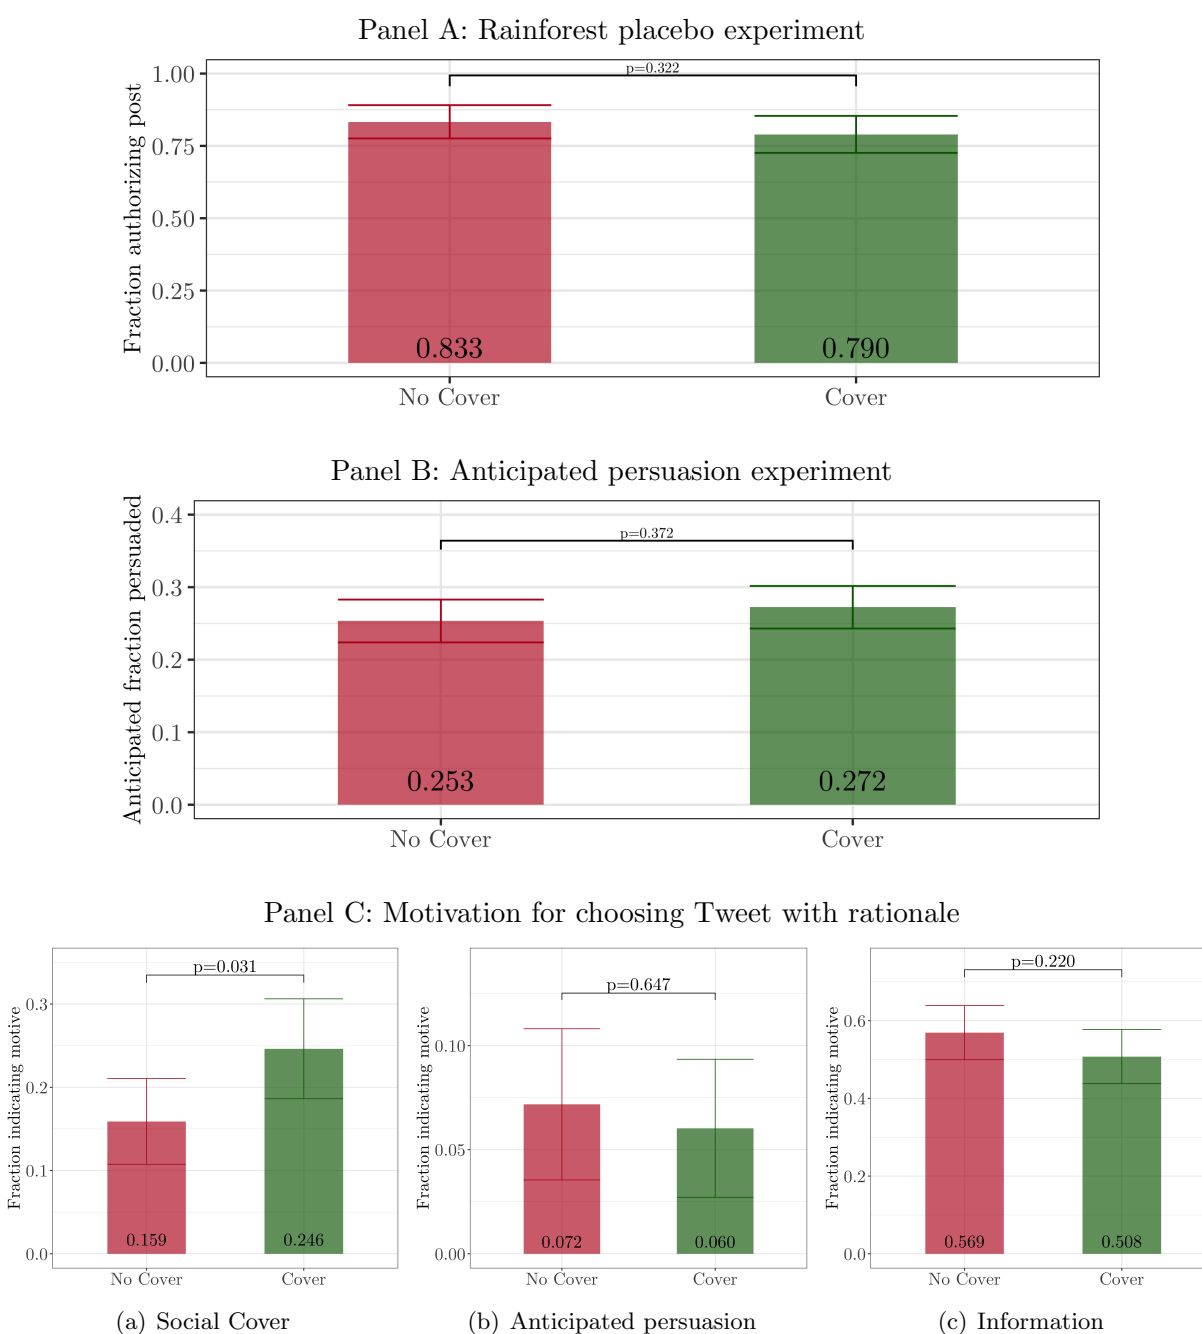 Panel A: Rainforest placebo experiment
Fraction authorizing post
1.00
0.75
0.50
0.25
0.00
p=0.322
0.833
0.790
No Cover
Cover
Panel B: Anticipated persuasion experiment
Anticipated fraction persuaded
0.4
0.3
0.2
0.1
0.0
p=0.372
0.253
0.272
No Cover
Cover
Panel C: Motivation for choosing Tweet with rationale
Fraction indicating motive
0.3
0.2
0.1
0.0
p=0.031
0.159
0.246
No Cover
Cover
(a) Social Cover
Fraction indicating motive
0.10
0.05
0.00
p=0.647
0.072
0.060
No Cover
Cover
(b) Anticipated persuasion
Fraction indicating motive
0.6
0.4
0.2
0.0
p=0.220
0.569
0.508
No Cover
Cover
(c) Information